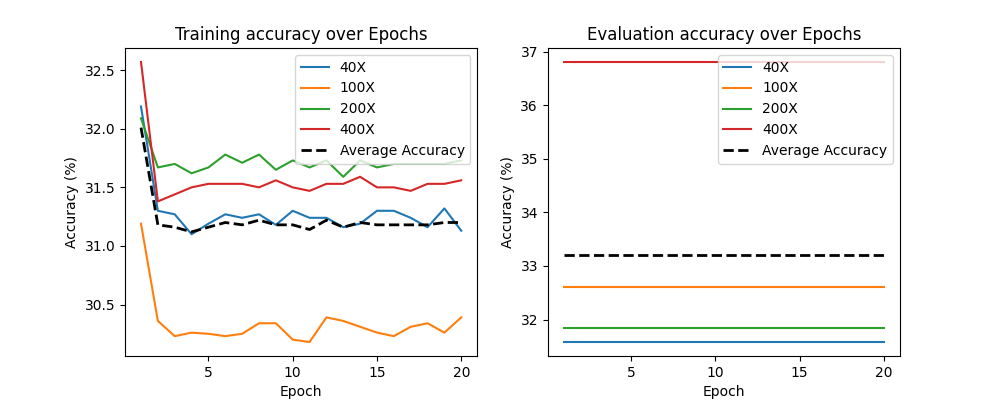 Training accuracy over Epochs
Accuracy (%)
32.5
32.0
31.5
31.0
30.5
5
10
15
20
Epoch
40X
100X
200X
400X
Average Accuracy
Evaluation accuracy over Epochs
Accuracy (%)
37
36
35
34
33
32
5
10
15
20
Epoch
40X
100X
200X
400X
Average Accuracy